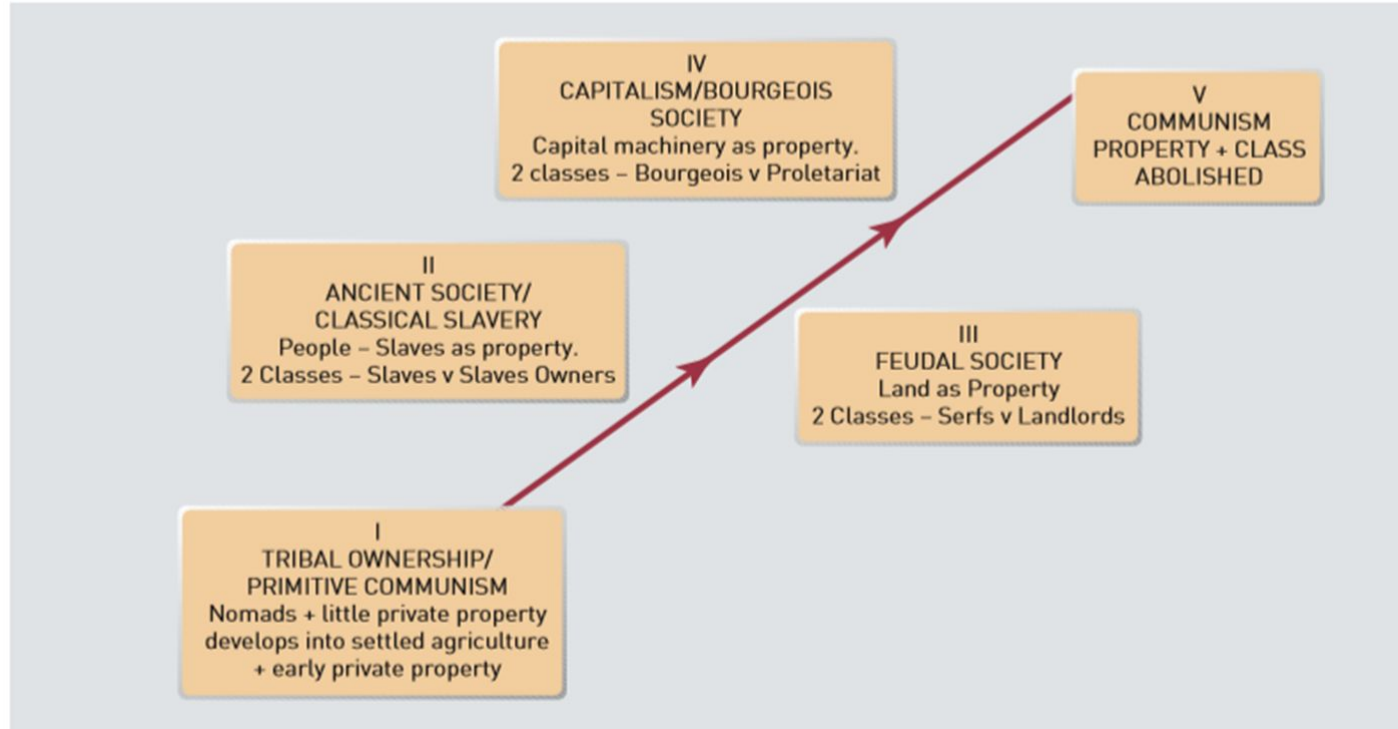 I
TRIBAL OWNERSHIP/
PRIMITIVE COMMUNISM
Nomads + little private property
develops into settled agriculture
+ early private property
II
ANCIENT SOCIETY/
CLASSICAL SLAVERY
People – Slaves as property.
2 Classes – Slaves v Slaves Owners
III
FEUDAL SOCIETY
Land as Property
2 Classes – Serfs v Landlords
IV
CAPITALISM/BOURGEOIS
SOCIETY
Capital machinery as property.
2 classes – Bourgeois v Proletariat
V
COMMUNISM
PROPERTY + CLASS
ABOLISHED